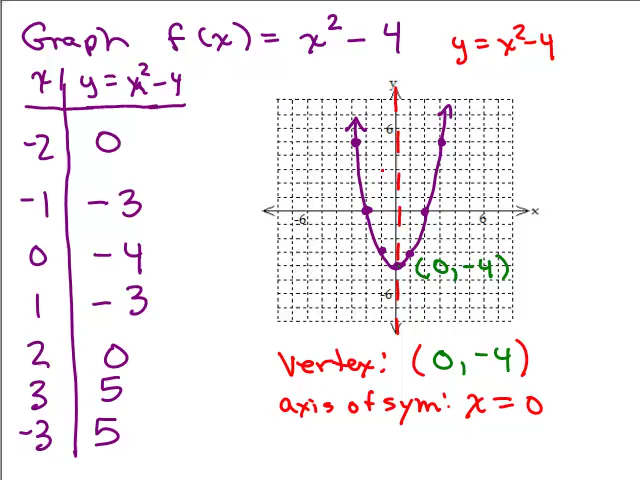 Graph f(x) = x² - 4
y = x² - 4
x y = x² - 4
-2 0
-1 -3
0 -4
1 -3
2 0
3 5
-3 5
y
6
-6 6 x
(0, -4)
-6
Vertex: (0, -4)
axis of sym: x = 0